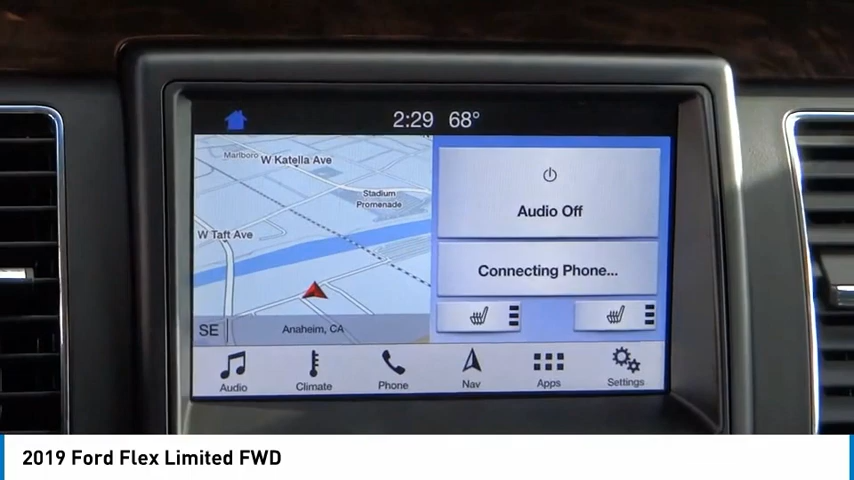 2:29 68°
Marlboro
W Katella Ave
Stadium
Promenade
W Taft Ave
SE
Anaheim, CA
Audio Off
Connecting Phone...
Audio
Climate
Phone
Nav
Apps
Settings
2019 Ford Flex Limited FWD